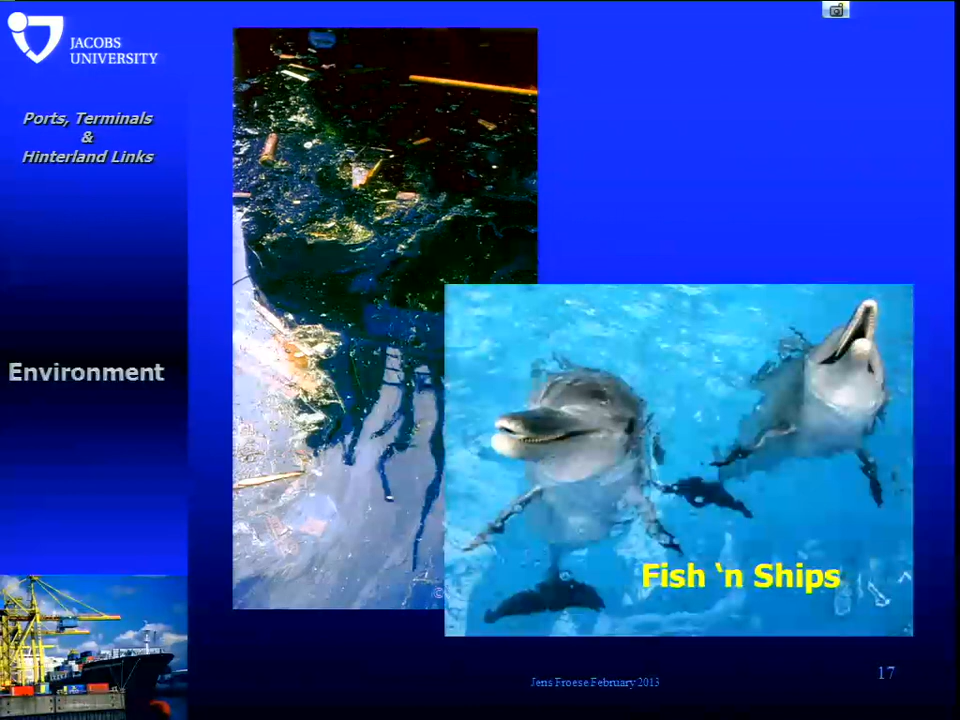 JACOBS
UNIVERSITY
Ports, Terminals
&
Hinterland Links
Environment
©
Fish ‘n Ships
Jens Froese February 2013
17